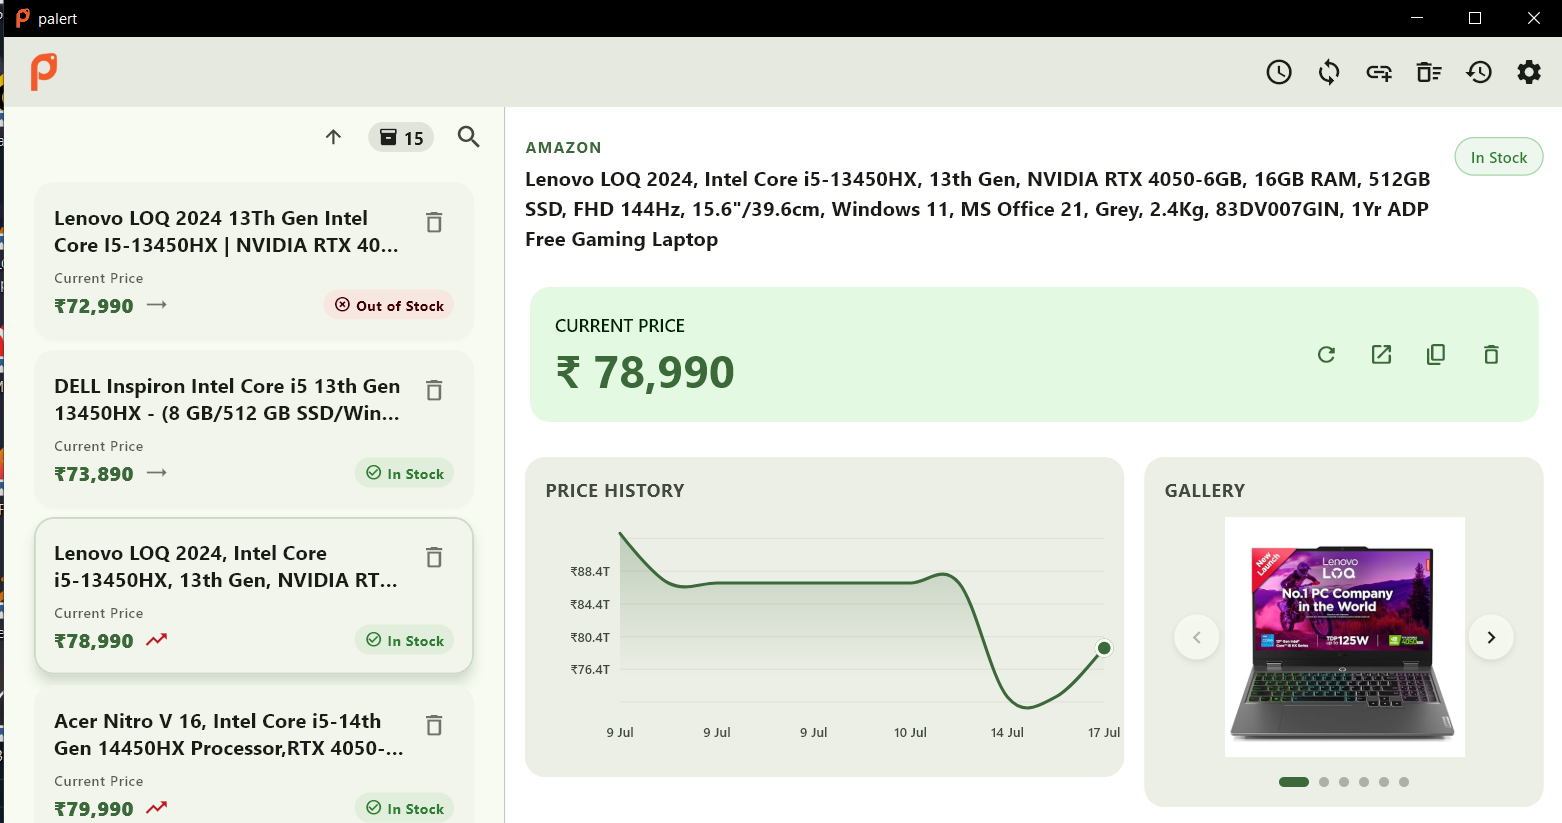 palert
15
Lenovo LOQ 2024 13Th Gen Intel
Core I5-13450HX | NVIDIA RTX 40...
Current Price
₹72,990
Out of Stock
DELL Inspiron Intel Core i5 13th Gen
13450HX - (8 GB/512 GB SSD/Win...
Current Price
₹73,890
In Stock
Lenovo LOQ 2024, Intel Core
i5-13450HX, 13th Gen, NVIDIA RT...
Current Price
₹78,990
In Stock
Acer Nitro V 16, Intel Core i5-14th
Gen 14450HX Processor,RTX 4050-...
Current Price
₹79,990
In Stock
AMAZON
In Stock
Lenovo LOQ 2024, Intel Core i5-13450HX, 13th Gen, NVIDIA RTX 4050-6GB, 16GB RAM, 512GB
SSD, FHD 144Hz, 15.6"/39.6cm, Windows 11, MS Office 21, Grey, 2.4Kg, 83DV007GIN, 1Yr ADP
Free Gaming Laptop
CURRENT PRICE
₹ 78,990
PRICE HISTORY
₹88.4T
₹84.4T
₹80.4T
₹76.4T
9 Jul 9 Jul 9 Jul 10 Jul 14 Jul 17 Jul
GALLERY
New
Launch
Lenovo
LOQ
No.1 PC Company
in the World
125W